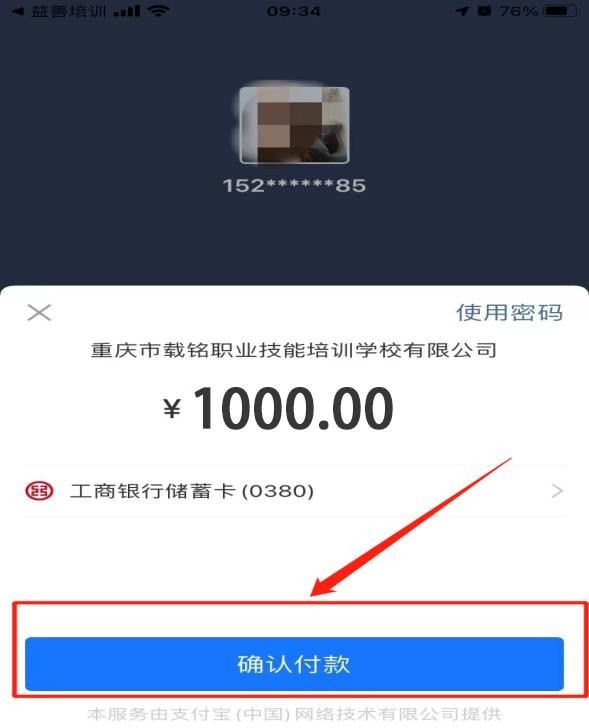 益善培训
09:34
76%
152******85
使用密码
重庆市载铭职业技能培训学校有限公司
¥ 1000.00
工商银行储蓄卡(0380)
确认付款
本服务由支付宝(中国)网络技术有限公司提供